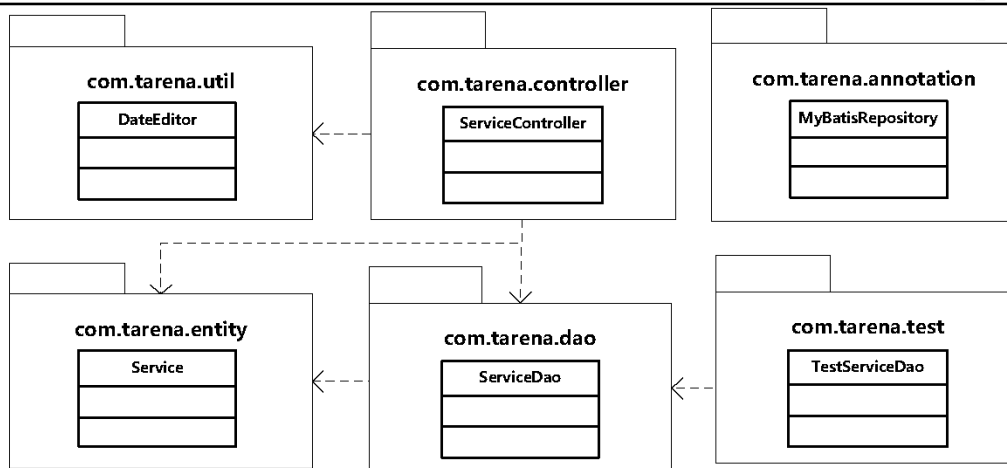 com.tarena.util
DateEditor
com.tarena.controller
ServiceController
com.tarena.annotation
MyBatisRepository
com.tarena.entity
Service
com.tarena.dao
ServiceDao
com.tarena.test
TestServiceDao